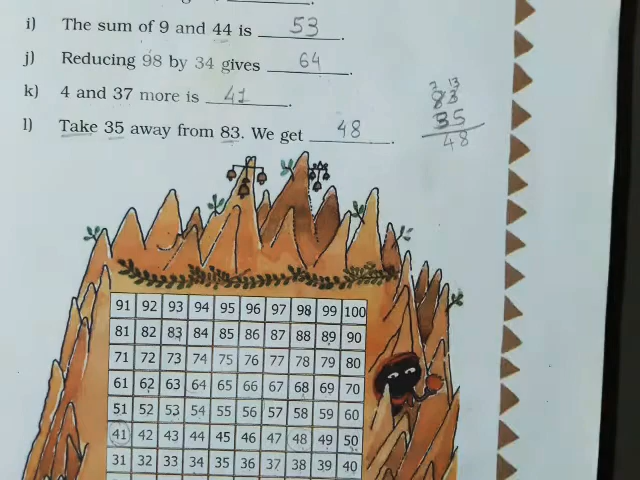 i) The sum of 9 and 44 is 53.
j) Reducing 98 by 34 gives 64.
k) 4 and 37 more is 41.
l) Take 35 away from 83. We get 48.
7 13
83
35
48
91 92 93 94 95 96 97 98 99 100
81 82 83 84 85 86 87 88 89 90
71 72 73 74 75 76 77 78 79 80
61 62 63 64 65 66 67 68 69 70
51 52 53 54 55 56 57 58 59 60
41 42 43 44 45 46 47 48 49 50
31 32 33 34 35 36 37 38 39 40